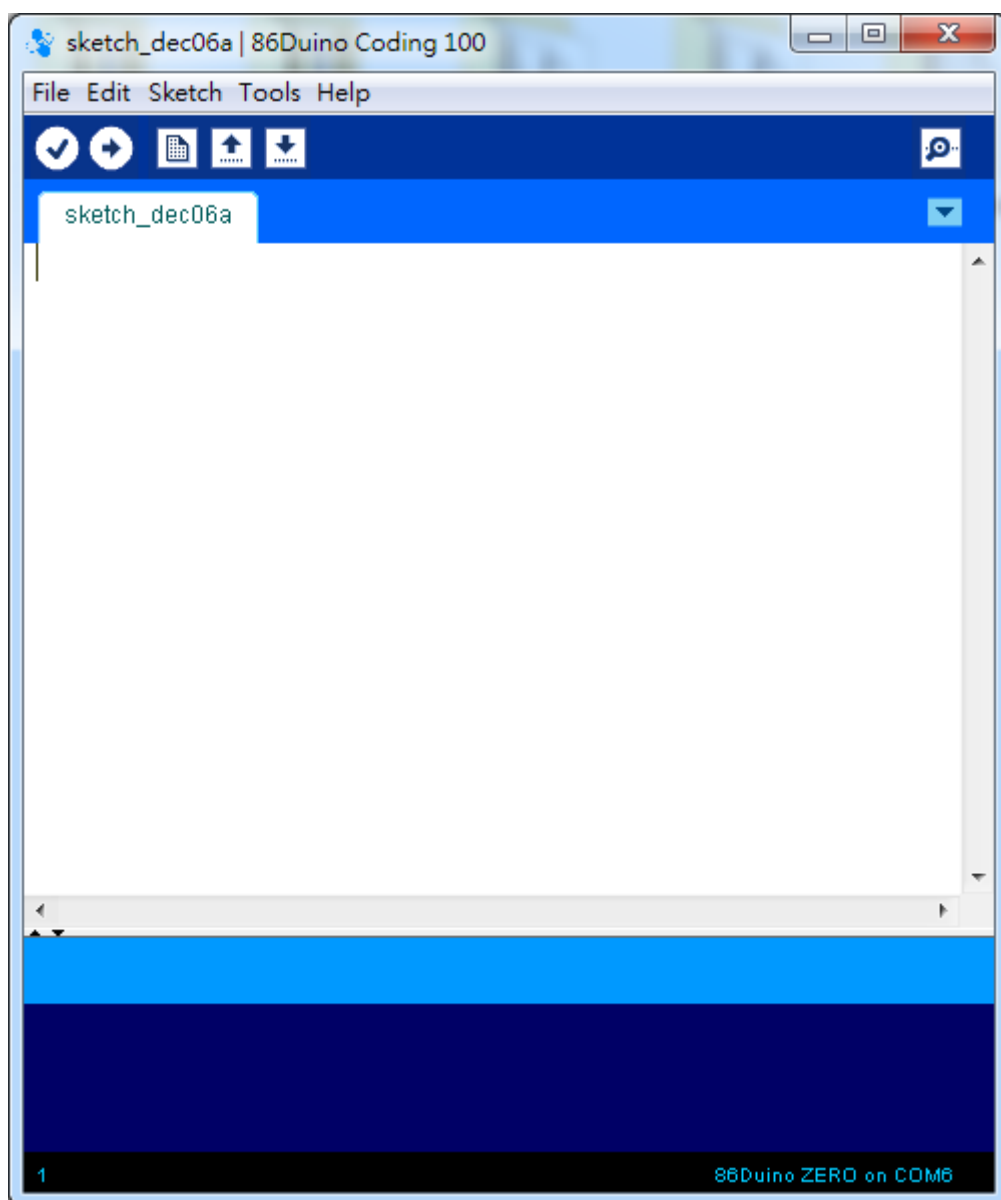 sketch_dec06a | 86Duino Coding 100
File Edit Sketch Tools Help
sketch_dec06a
1 86Duino ZERO on COM6